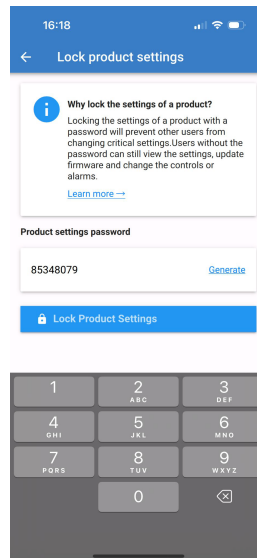 16:18
Lock product settings
Why lock the settings of a product?
Locking the settings of a product with a
password will prevent other users from
changing critical settings.Users without the
password can still view the settings, update
firmware and change the controls or
alarms.
Learn more →
Product settings password
85348079 Generate
Lock Product Settings
1 2 3
ABC DEF
4 5 6
GHI JKL MNO
7 8 9
PQRS TUV WXYZ
0